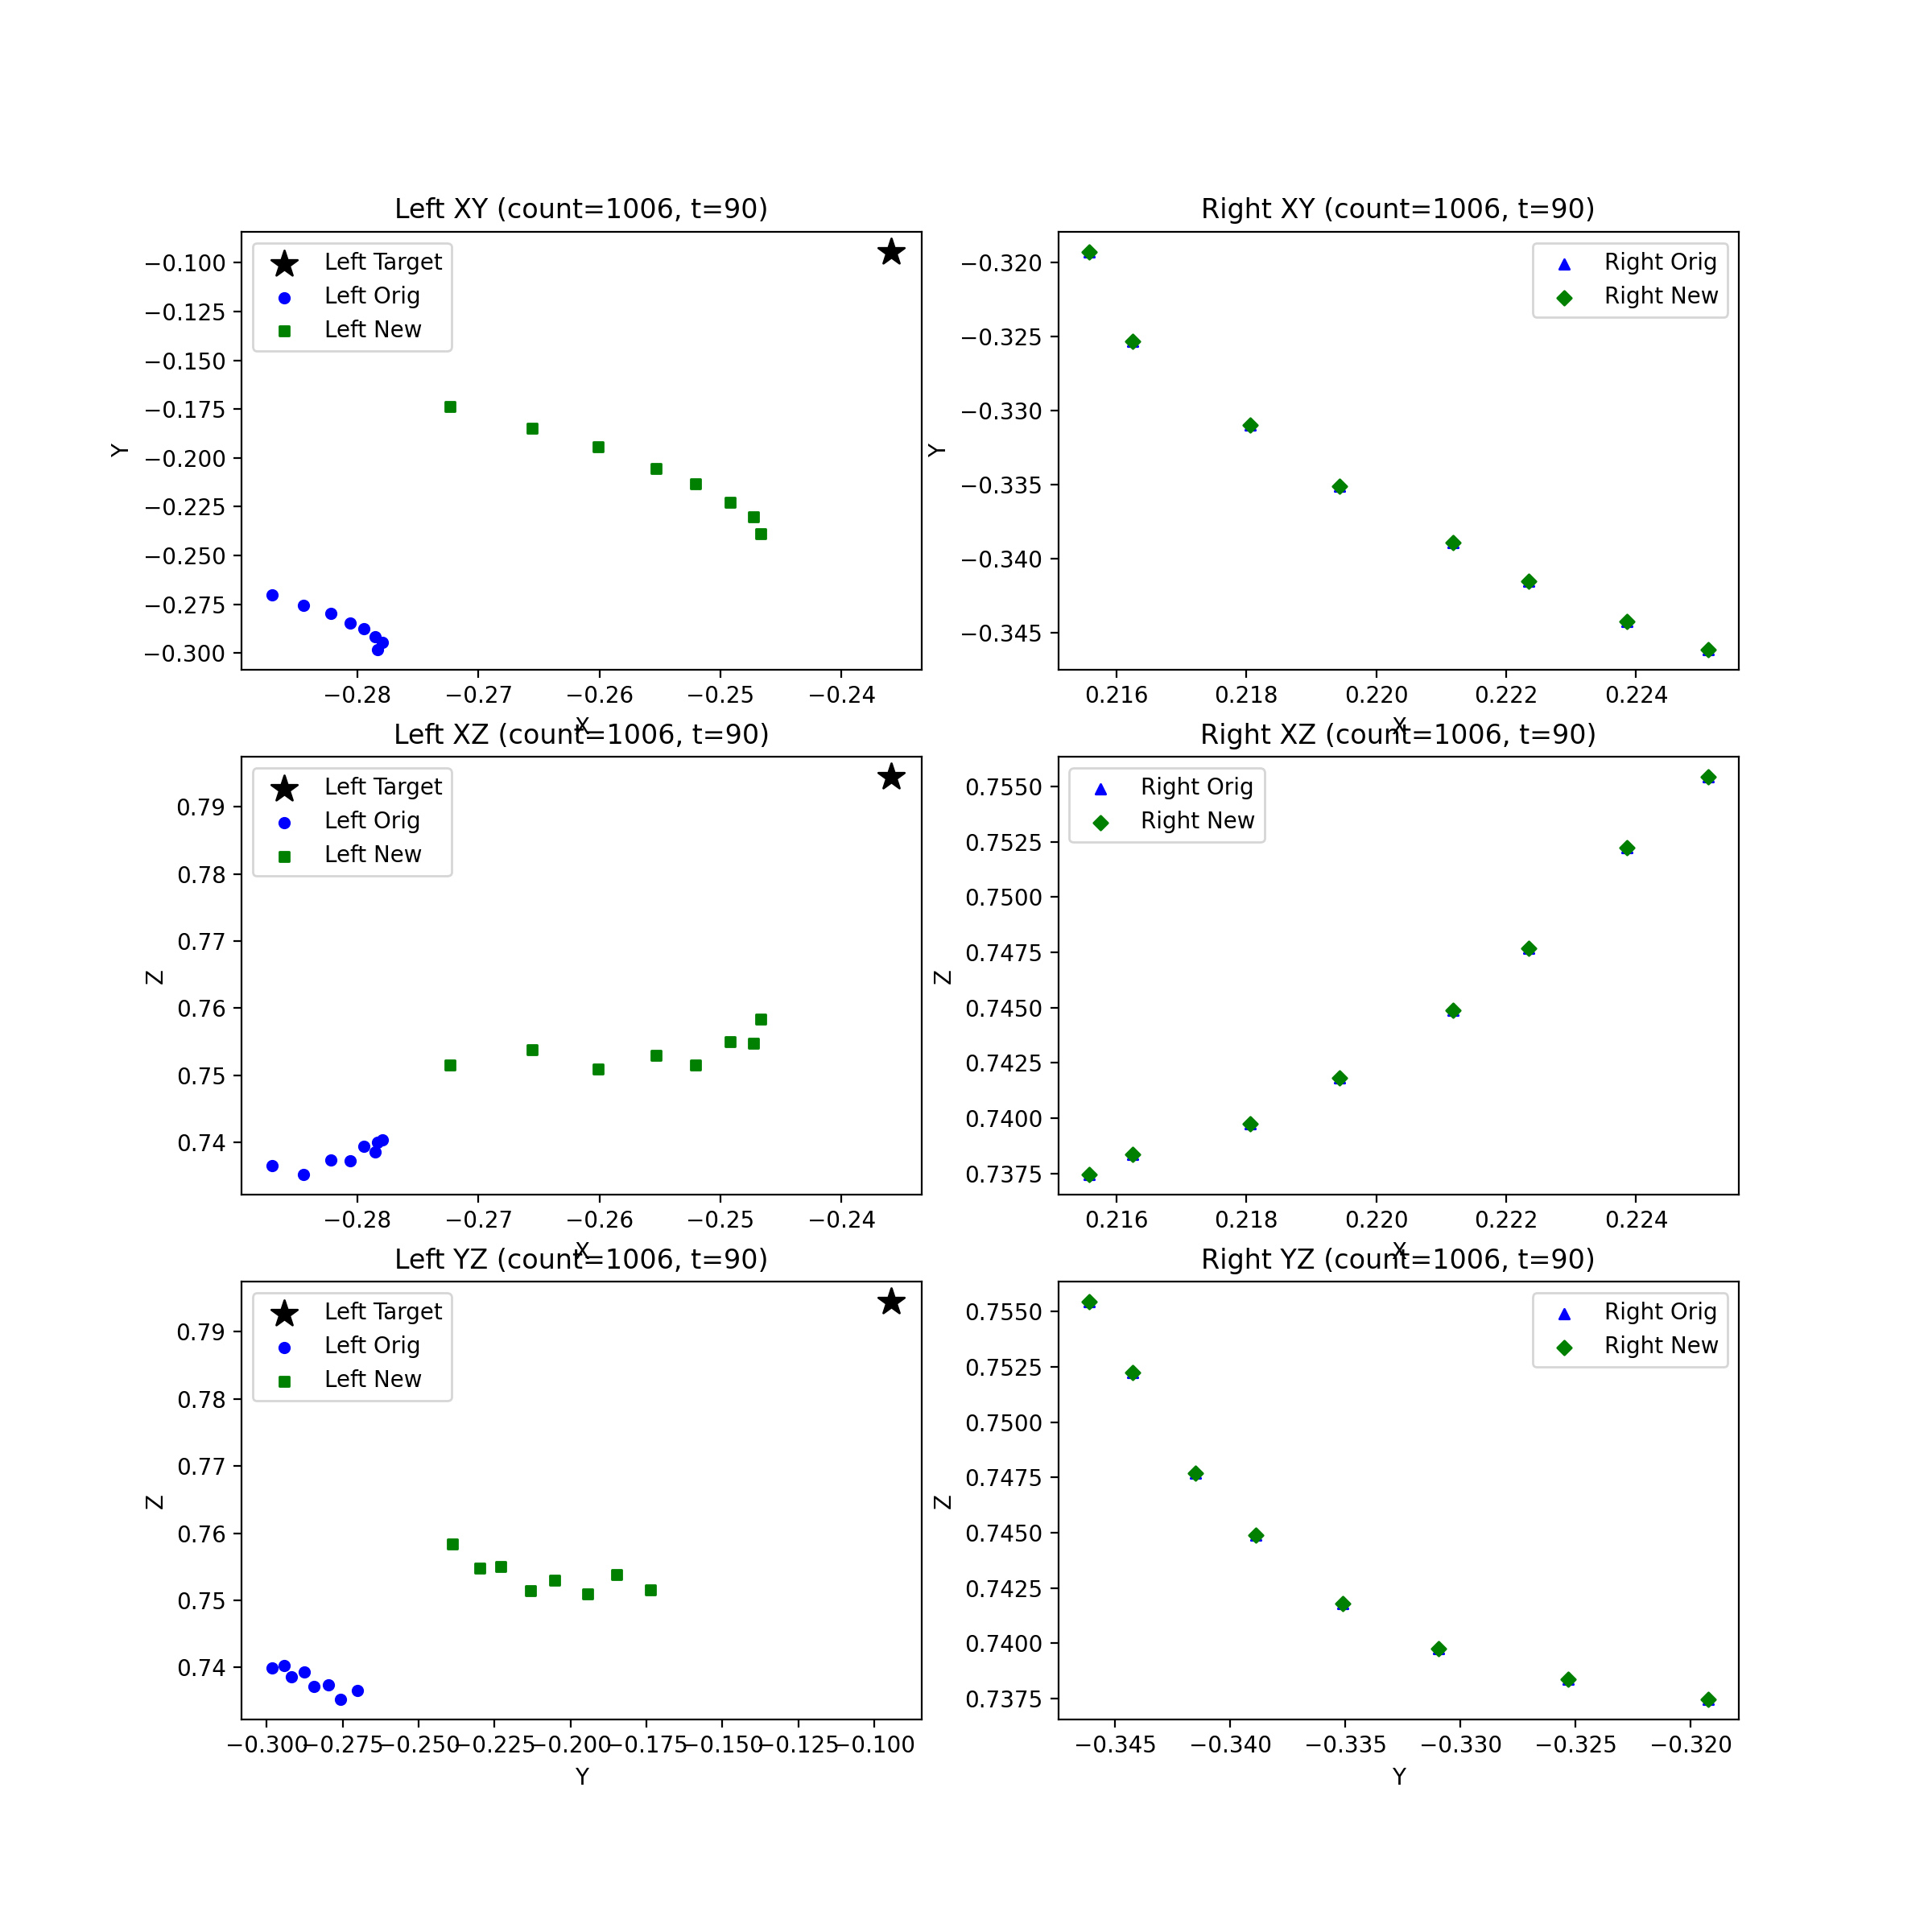 Left XY (count=1006, t=90)
Left Target
Left Orig
Left New
−0.100
−0.125
−0.150
−0.175
−0.200
−0.225
−0.250
−0.275
−0.300
Y
−0.28 −0.27 −0.26 −0.25 −0.24
X
Right XY (count=1006, t=90)
Right Orig
Right New
−0.320
−0.325
−0.330
−0.335
−0.340
−0.345
Y
0.216 0.218 0.220 0.222 0.224
X
Left XZ (count=1006, t=90)
Left Target
Left Orig
Left New
0.79
0.78
0.77
0.76
0.75
0.74
Z
−0.28 −0.27 −0.26 −0.25 −0.24
X
Right XZ (count=1006, t=90)
Right Orig
Right New
0.7550
0.7525
0.7500
0.7475
0.7450
0.7425
0.7400
0.7375
Z
0.216 0.218 0.220 0.222 0.224
X
Left YZ (count=1006, t=90)
Left Target
Left Orig
Left New
0.79
0.78
0.77
0.76
0.75
0.74
Z
−0.300 −0.275 −0.250 −0.225 −0.200 −0.175 −0.150 −0.125 −0.100
Y
Right YZ (count=1006, t=90)
Right Orig
Right New
0.7550
0.7525
0.7500
0.7475
0.7450
0.7425
0.7400
0.7375
Z
−0.345 −0.340 −0.335 −0.330 −0.325 −0.320
Y